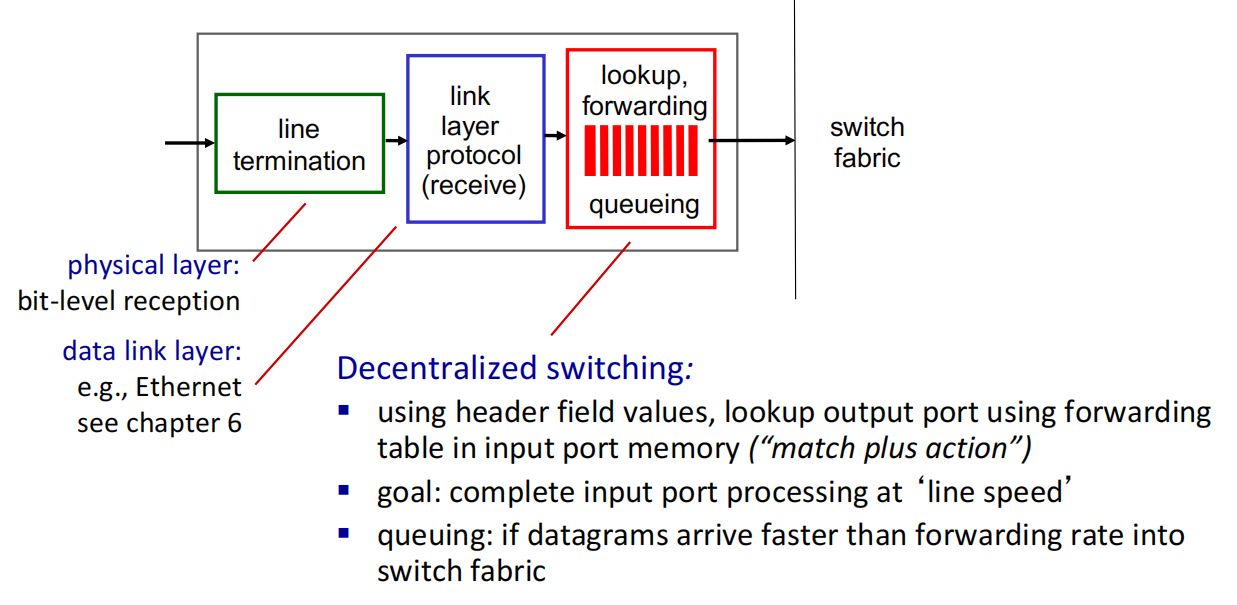 line
termination
link
layer
protocol
(receive)
lookup,
forwarding
queueing
switch
fabric
physical layer:
bit-level reception
data link layer:
e.g., Ethernet
see chapter 6
Decentralized switching:
▪ using header field values, lookup output port using forwarding
table in input port memory (“match plus action”)
▪ goal: complete input port processing at ‘line speed’
▪ queuing: if datagrams arrive faster than forwarding rate into
switch fabric